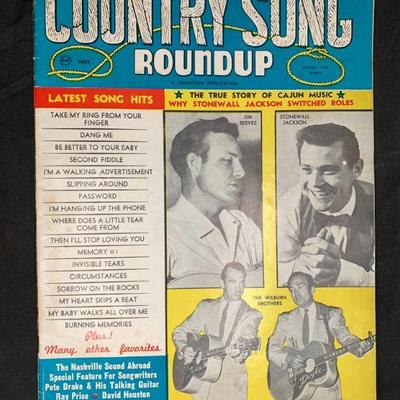 COUNTRY SONG
ROUNDUP
NOV
A CHARLTON PUBLICATION
LATEST SONG HITS
★ THE TRUE STORY OF CAJUN MUSIC ★
WHY STONEWALL JACKSON SWITCHED ROLES
TAKE MY RING FROM YOUR
FINGER
DANG ME
BE BETTER TO YOUR BABY
SECOND FIDDLE
I'M A WALKING ADVERTISEMENT
SLIPPING AROUND
PASSWORD
I'M HANGING UP THE PHONE
WHERE DOES A LITTLE TEAR
COME FROM
THEN I'LL STOP LOVING YOU
MEMORY #1
INVISIBLE TEARS
CIRCUMSTANCES
SORROW ON THE ROCKS
MY HEART SKIPS A BEAT
MY BABY WALKS ALL OVER ME
BURNING MEMORIES
Plus!
Many other favorites
The Nashville Sound Abroad
Special Feature For Songwriters
Pete Drake & His Talking Guitar
Ray Price • David Houston
JIM
REEVES
STONEWALL
JACKSON
THE WILBURN
BROTHERS